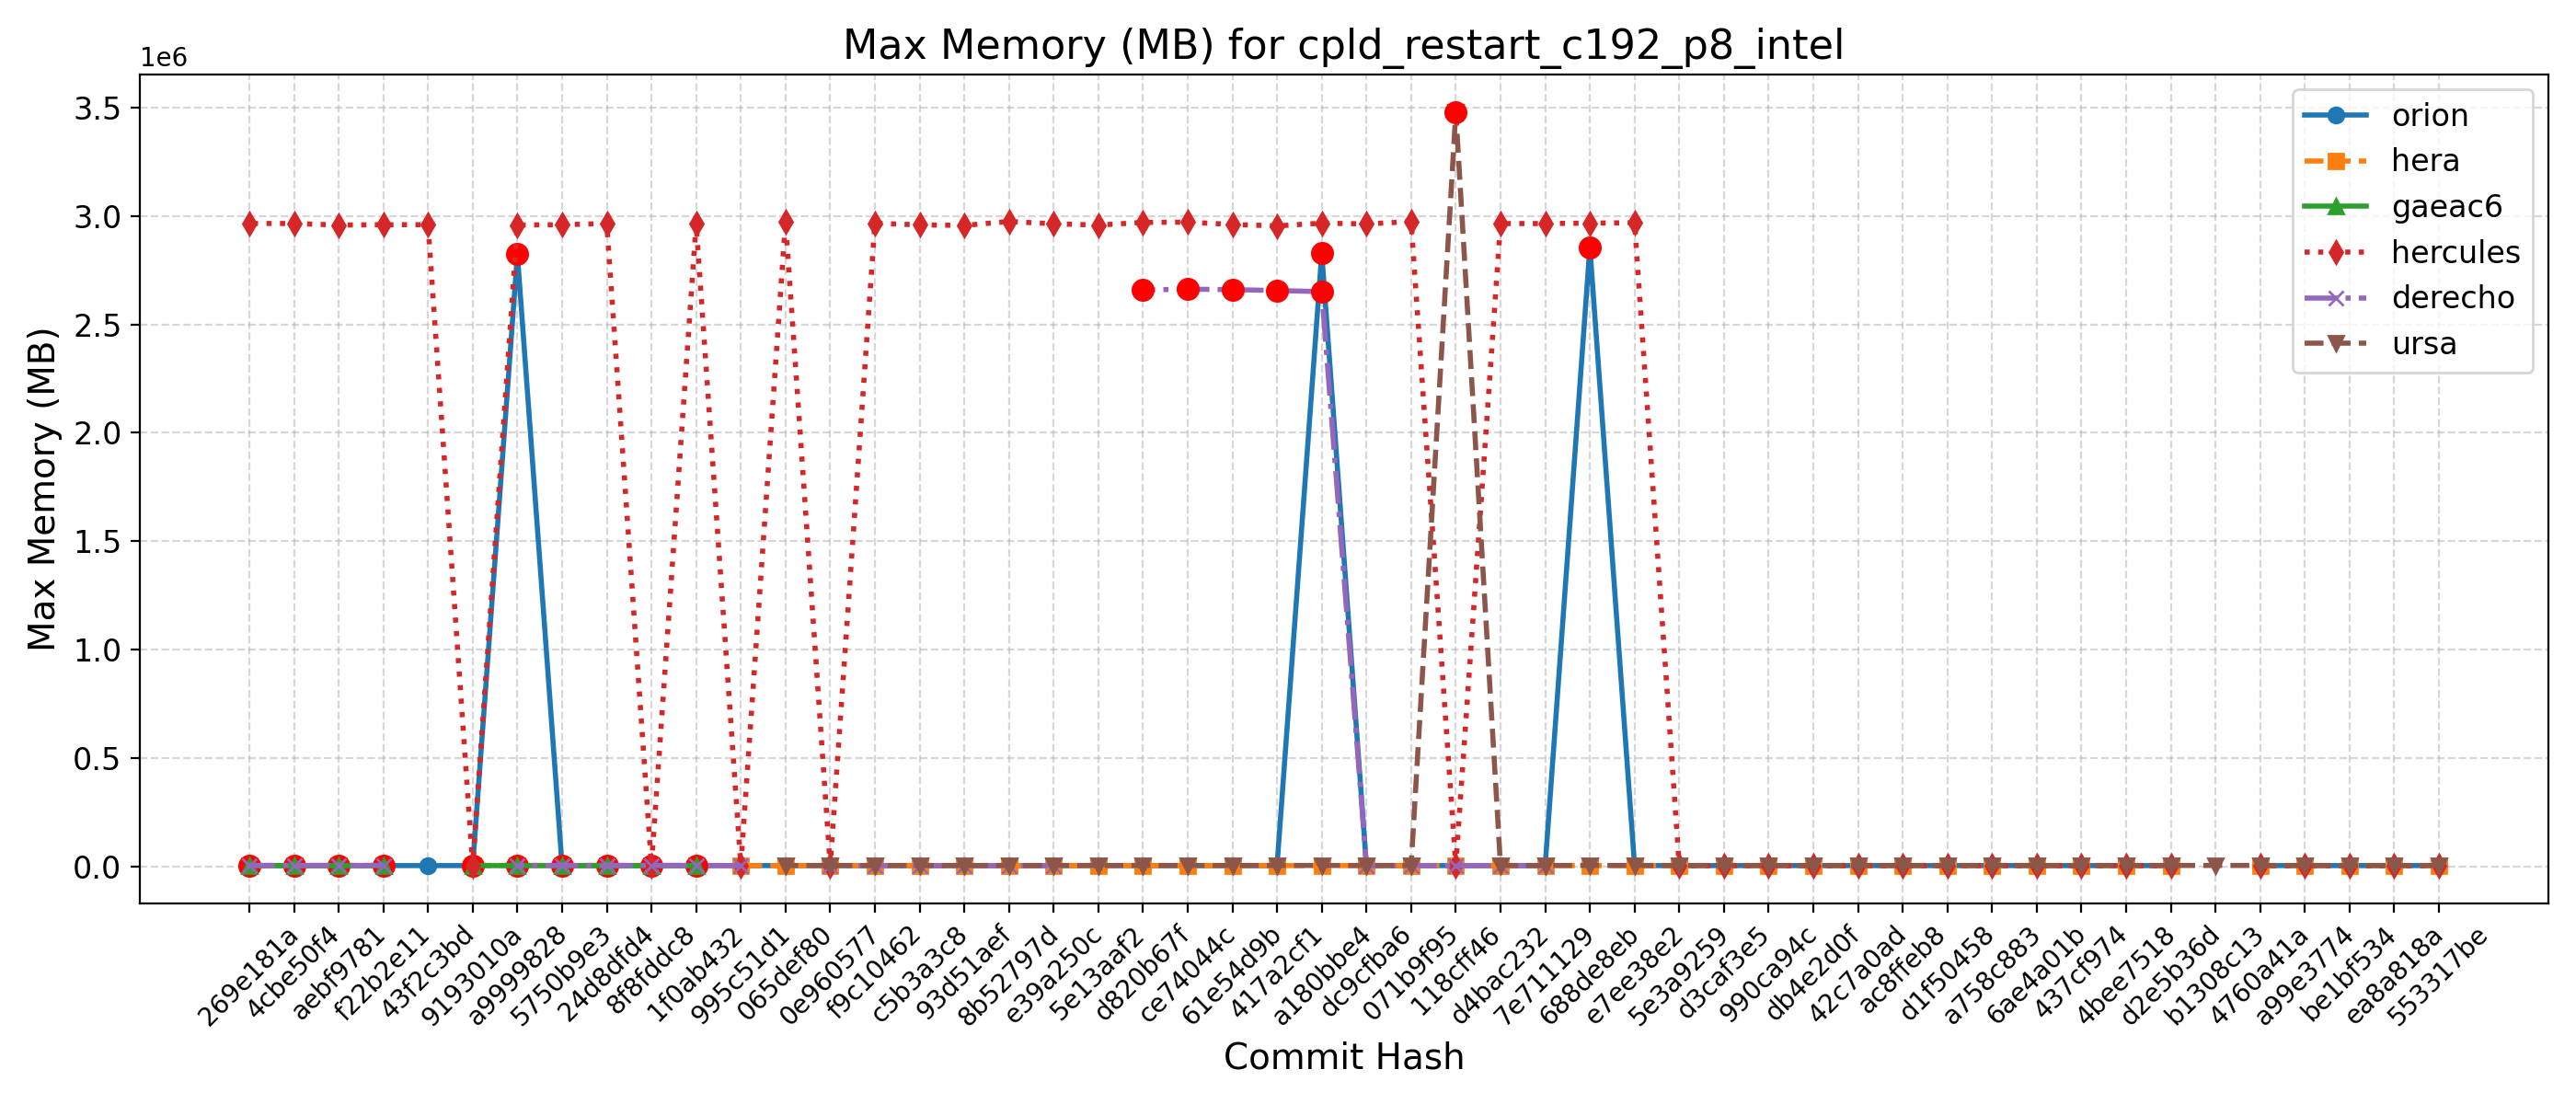 Max Memory (MB) for cpld_restart_c192_p8_intel
1e6
3.5
3.0
2.5
2.0
1.5
1.0
0.5
0.0
Max Memory (MB)
orion
hera
gaeac6
hercules
derecho
ursa
269e181a
4cbe50f4
aebf9781
f22b2e11
43f2c3bd
9193010a
a9999828
5750b9e3
24d8dfd4
8f8fddc8
1f0ab432
995c51d1
065def80
0e960577
f9c10462
c5b3a3c8
93d51aef
8b52797d
e39a250c
5e13aaf2
d820b67f
ce74044c
61e54d9b
417a2cf1
a180bbe4
dc9cfba6
071b9f95
118cff46
d4bac232
7e711129
688de8eb
e7ee38e2
5e3a9259
d3caf3e5
990ca94c
db4e2d0f
42c7a0ad
ac8ffeb8
d1f50458
a758c883
6ae4a01b
437cf974
4bee7518
d2e5b36d
b1308c13
4760a41a
a99e3774
be1bf534
ea8a818a
553317be
Commit Hash